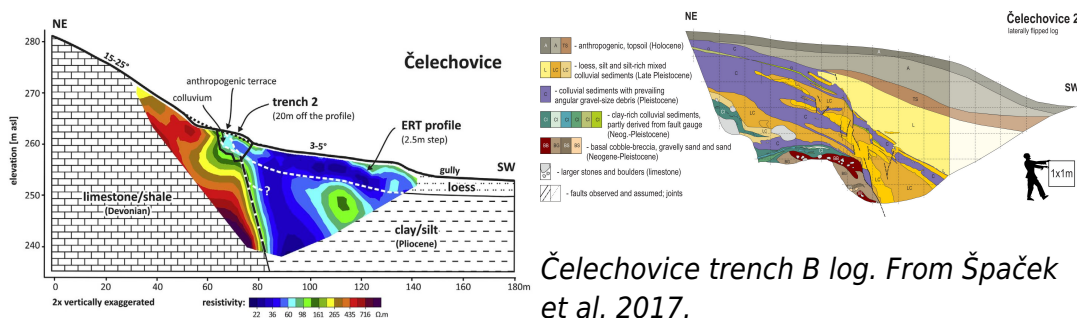 NE
Čelechovice
280
270
260
250
240
elevation [m asl]
15-25°
anthropogenic terrace
colluvium
trench 2
(20m off the profile)
3-5°
ERT profile
(2.5m step)
gully
SW
loess
limestone/shale
(Devonian)
?
clay/silt
(Pliocene)
0 20 40 60 80 100 120 140 160 180m
2x vertically exaggerated
resistivity:
22 36 60 98 161 265 435 716 Ω.m
NE
Čelechovice 2
laterally flipped log
SW
A A TS - anthropogenic, topsoil (Holocene)
L LC LC - loess, silt and silt-rich mixed
colluvial sediments (Late Pleistocene)
C - colluvial sediments with prevailing
angular gravel-size debris (Pleistocene)
- clay-rich colluvial sediments,
partly derived from fault gauge
(Neog.-Pleistocene)
BB BG BS - basal cobble-breccia, gravelly sand and sand
(Neogene-Pleistocene)
- larger stones and boulders (limestone)
- faults observed and assumed; joints
1x1m
Čelechovice trench B log. From Špaček
et al. 2017.